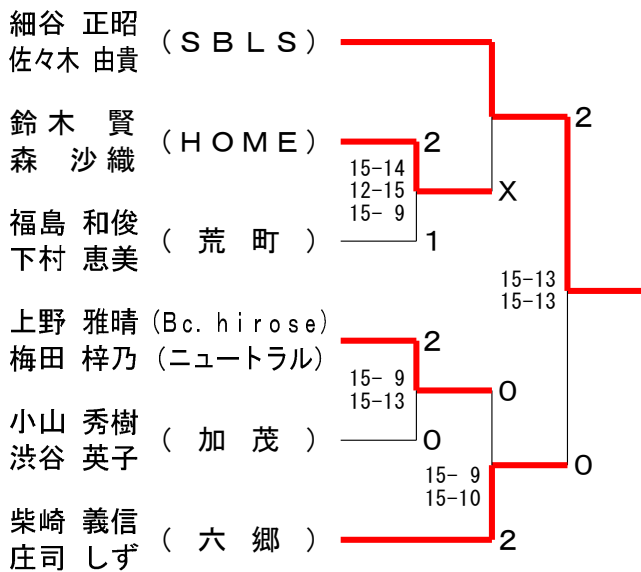 細谷 正昭
佐々木 由貴
(ＳＢＬＳ)
2
鈴木 賢
森 沙織
(ＨＯＭＥ)
2
15-14
12-15
15- 9
X
福島 和俊
下村 恵美
( 荒 町 )
1
15-13
15-13
上野 雅晴 (Bc. hirose)
梅田 梓乃 (ニュートラル)
2
15- 9
15-13
0
小山 秀樹
渋谷 英子
( 加 茂 )
0
15- 9
15-10
0
柴崎 義信
庄司 しず
( 六 郷 )
2